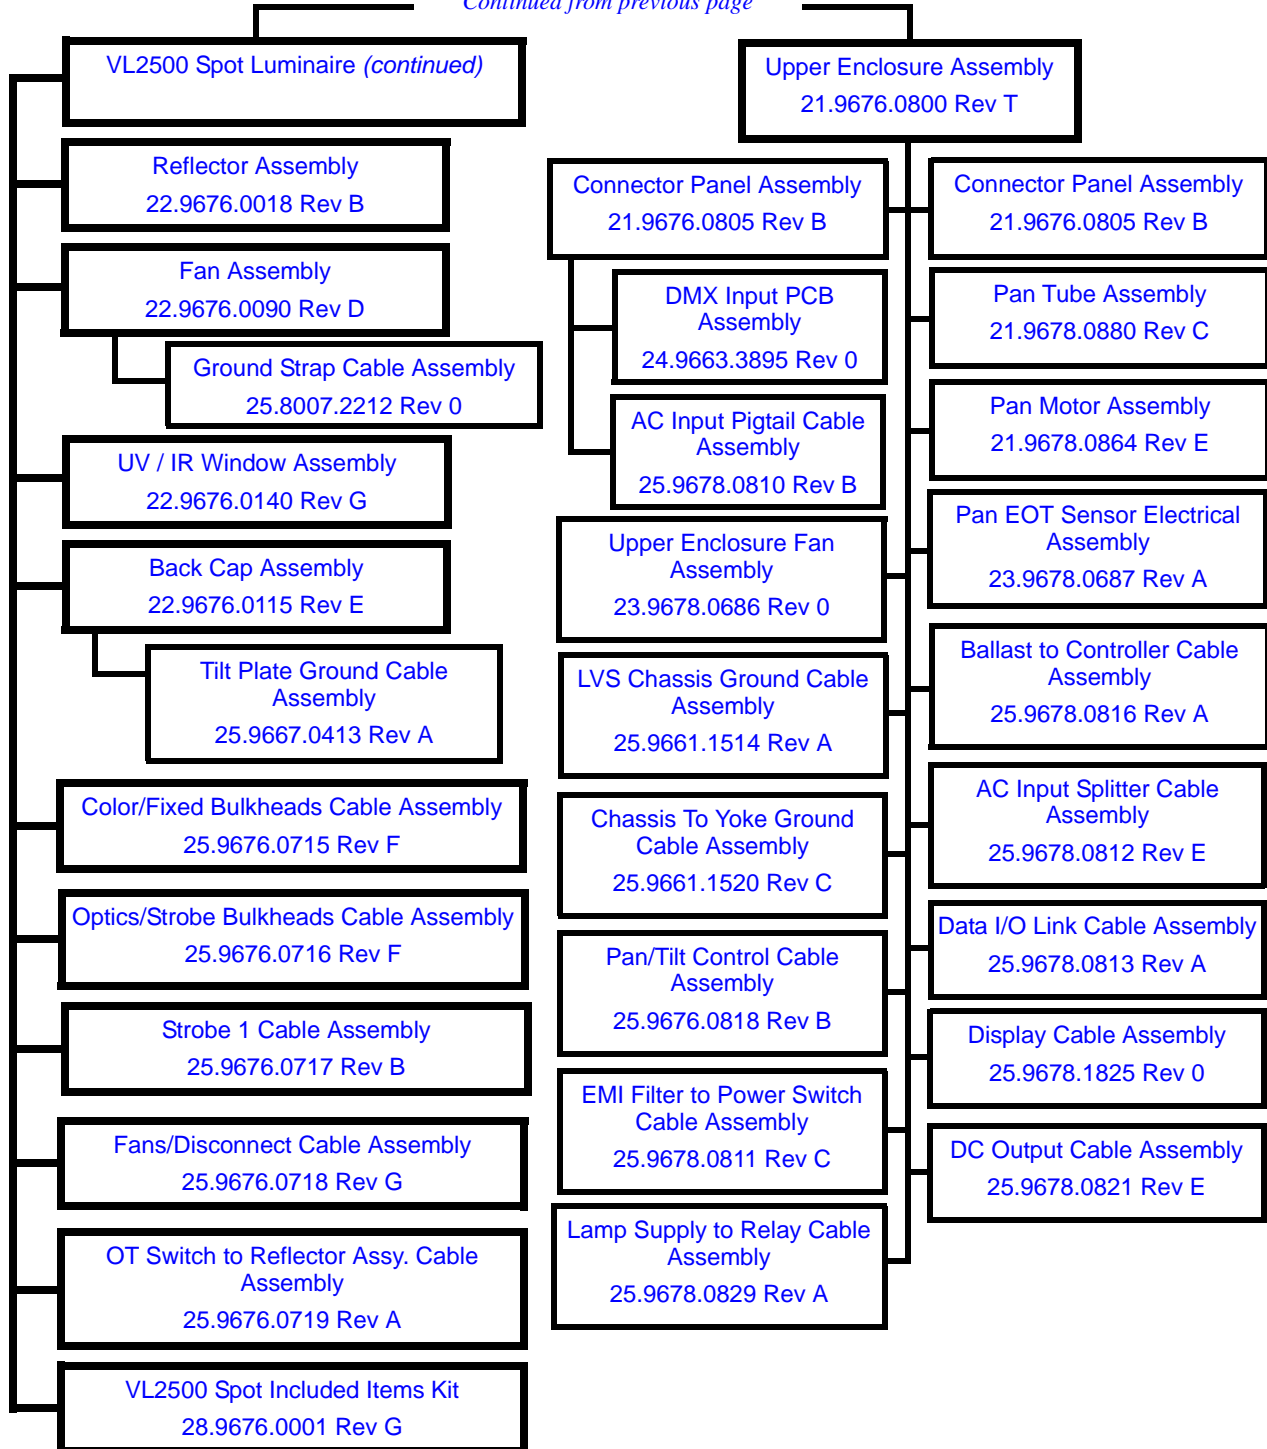 Continued from previous page
VL2500 Spot Luminaire (continued)
Reflector Assembly
22.9676.0018 Rev B
Fan Assembly
22.9676.0090 Rev D
Ground Strap Cable Assembly
25.8007.2212 Rev 0
UV / IR Window Assembly
22.9676.0140 Rev G
Back Cap Assembly
22.9676.0115 Rev E
Tilt Plate Ground Cable
Assembly
25.9667.0413 Rev A
Color/Fixed Bulkheads Cable Assembly
25.9676.0715 Rev F
Optics/Strobe Bulkheads Cable Assembly
25.9676.0716 Rev F
Strobe 1 Cable Assembly
25.9676.0717 Rev B
Fans/Disconnect Cable Assembly
25.9676.0718 Rev G
OT Switch to Reflector Assy. Cable
Assembly
25.9676.0719 Rev A
VL2500 Spot Included Items Kit
28.9676.0001 Rev G
Upper Enclosure Assembly
21.9676.0800 Rev T
Connector Panel Assembly
21.9676.0805 Rev B
DMX Input PCB
Assembly
24.9663.3895 Rev 0
AC Input Pigtail Cable
Assembly
25.9678.0810 Rev B
Upper Enclosure Fan
Assembly
23.9678.0686 Rev 0
LVS Chassis Ground Cable
Assembly
25.9661.1514 Rev A
Chassis To Yoke Ground
Cable Assembly
25.9661.1520 Rev C
Pan/Tilt Control Cable
Assembly
25.9676.0818 Rev B
EMI Filter to Power Switch
Cable Assembly
25.9678.0811 Rev C
Lamp Supply to Relay Cable
Assembly
25.9678.0829 Rev A
Connector Panel Assembly
21.9676.0805 Rev B
Pan Tube Assembly
21.9678.0880 Rev C
Pan Motor Assembly
21.9678.0864 Rev E
Pan EOT Sensor Electrical
Assembly
23.9678.0687 Rev A
Ballast to Controller Cable
Assembly
25.9678.0816 Rev A
AC Input Splitter Cable
Assembly
25.9678.0812 Rev E
Data I/O Link Cable Assembly
25.9678.0813 Rev A
Display Cable Assembly
25.9678.1825 Rev 0
DC Output Cable Assembly
25.9678.0821 Rev E